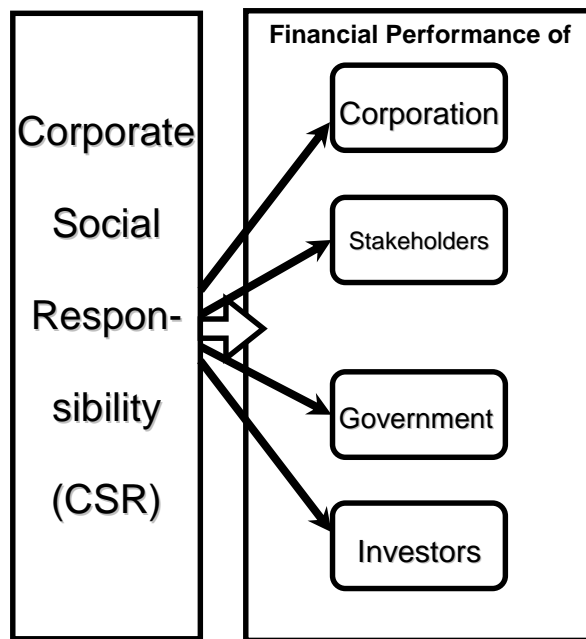 Corporate
Social
Respon-
sibility
(CSR)
Financial Performance of
Corporation
Stakeholders
Government
Investors